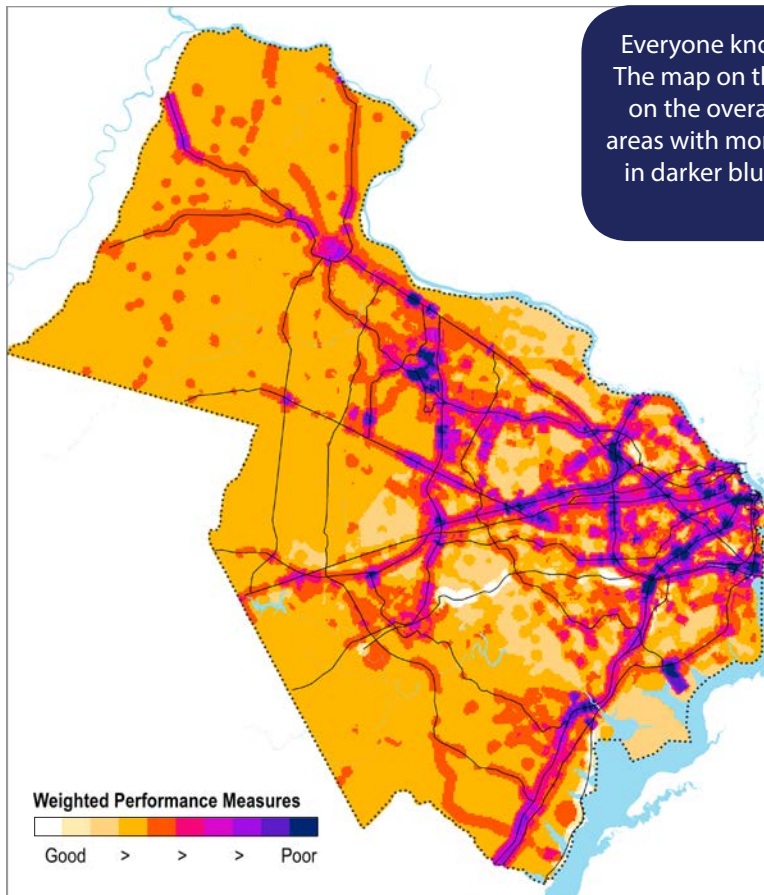 Everyone kno
The map on th
on the overa
areas with mor
in darker blu
Weighted Performance Measures
Good > > > Poor